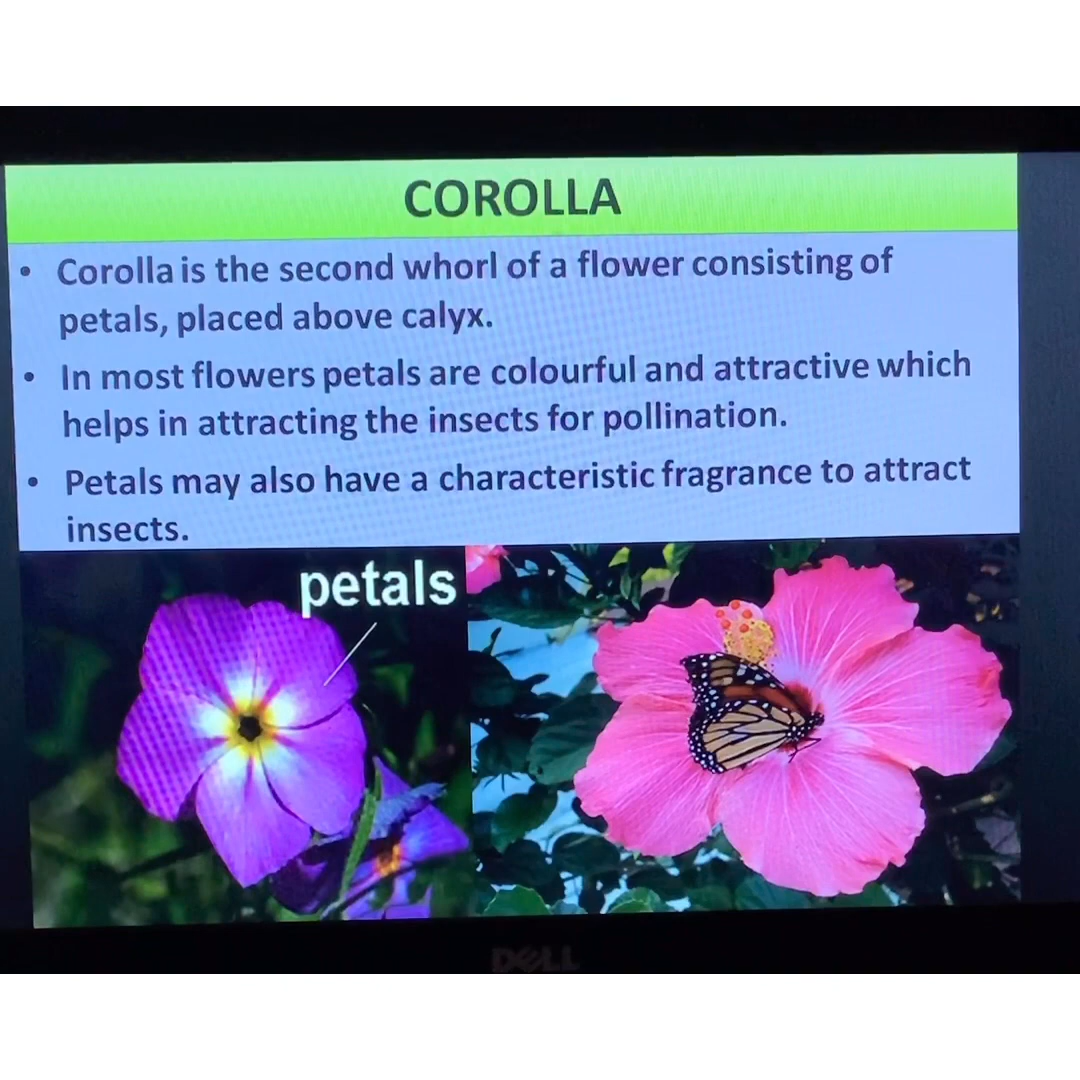 COROLLA
• Corolla is the second whorl of a flower consisting of
petals, placed above calyx.
• In most flowers petals are colourful and attractive which
helps in attracting the insects for pollination.
• Petals may also have a characteristic fragrance to attract
insects.
petals
DELL